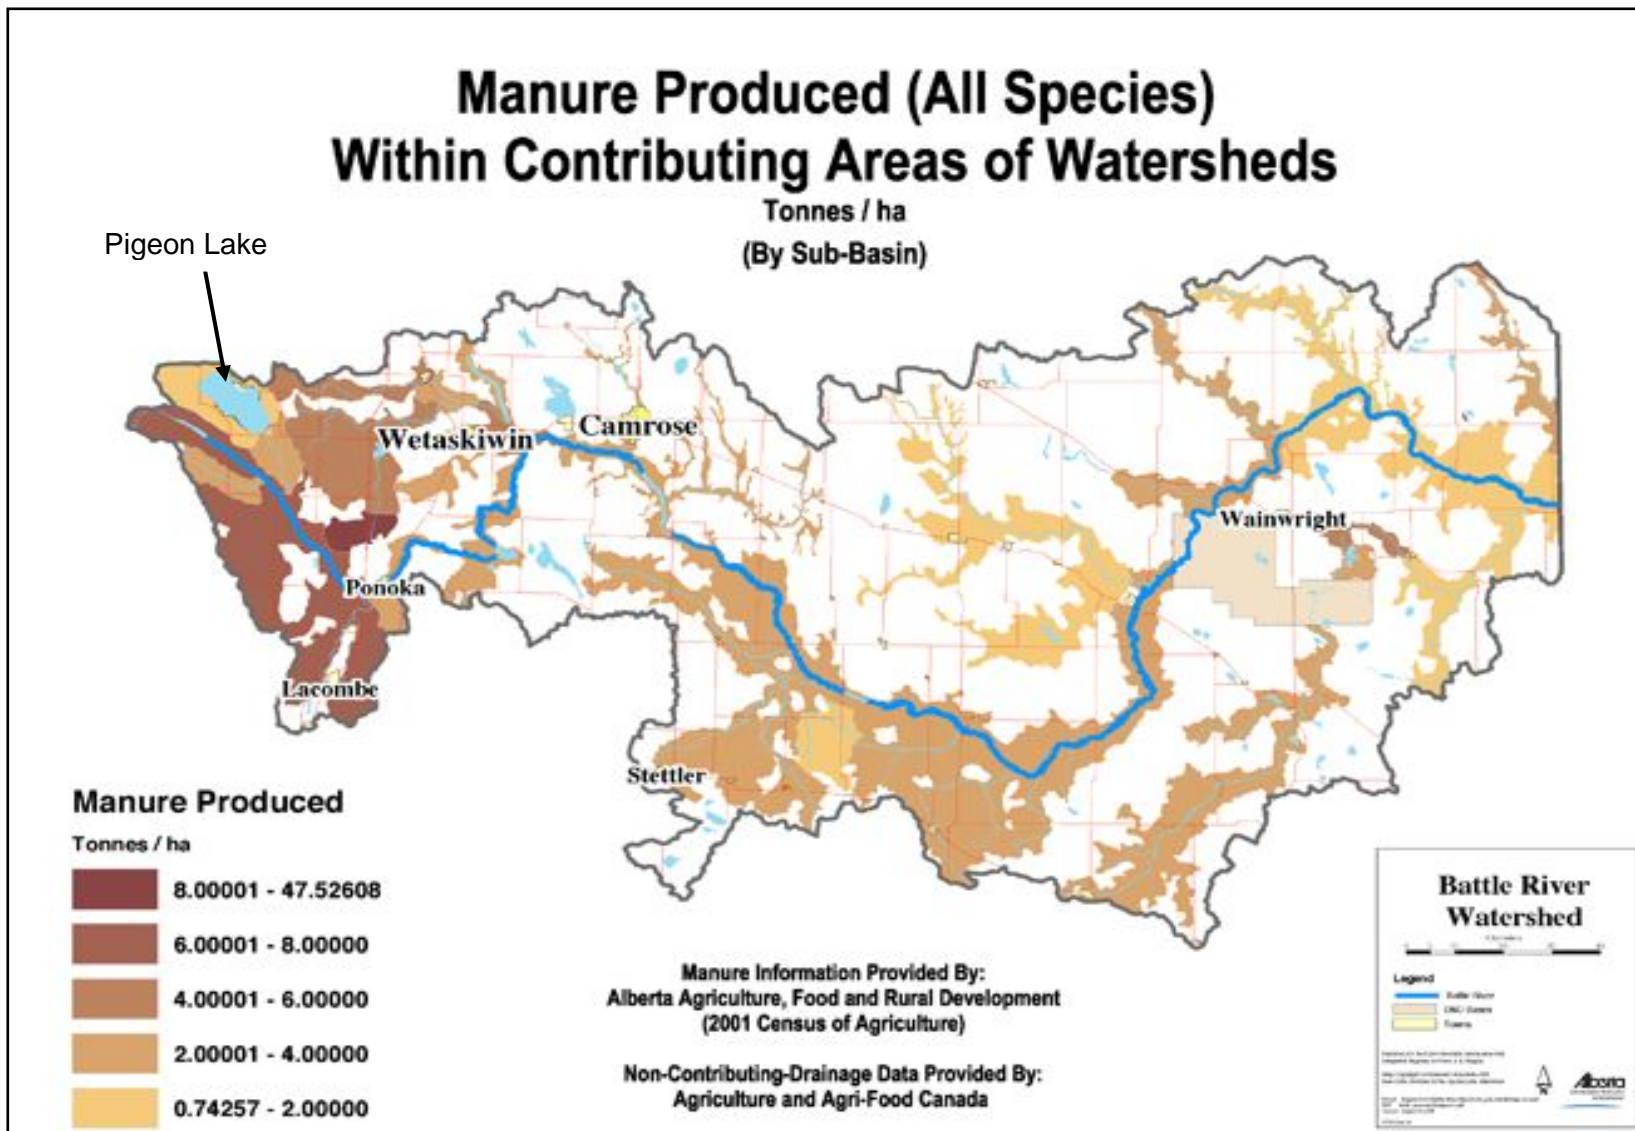 Manure Produced (All Species)
Within Contributing Areas of Watersheds
Tonnes / ha
(By Sub-Basin)
Pigeon Lake
Wetaskiwin
Camrose
Wainwright
Ponoka
Lacombe
Stettler
Manure Produced
Tonnes / ha
8.00001 - 47.52608
6.00001 - 8.00000
4.00001 - 6.00000
2.00001 - 4.00000
0.74257 - 2.00000
Manure Information Provided By:
Alberta Agriculture, Food and Rural Development
(2001 Census of Agriculture)
Non-Contributing-Drainage Data Provided By:
Agriculture and Agri-Food Canada
Battle River
Watershed
Legend
Battle River
Towns
N
Alberta